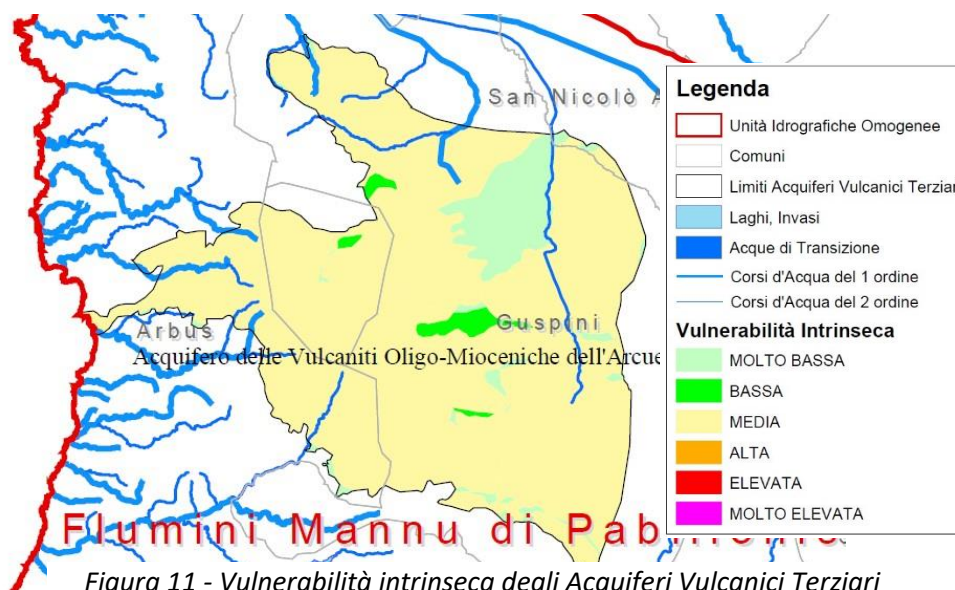 San Nicolò A
Arbus
Guspini
Acquifero delle Vulcaniti Oligo-Mioceniche dell'Arcue
Flumini Mannu di
Legenda
Unità Idrografiche Omogenee
Comuni
Limiti Acquiferi Vulcanici Terziar
Laghi, Invasi
Acque di Transizione
Corsi d'Acqua del 1 ordine
Corsi d'Acqua del 2 ordine
Vulnerabilità Intrinseca
MOLTO BASSA
BASSA
MEDIA
ALTA
ELEVATA
MOLTO ELEVATA
Figura 11 - Vulnerabilità intrinseca degli Acquiferi Vulcanici Terziari